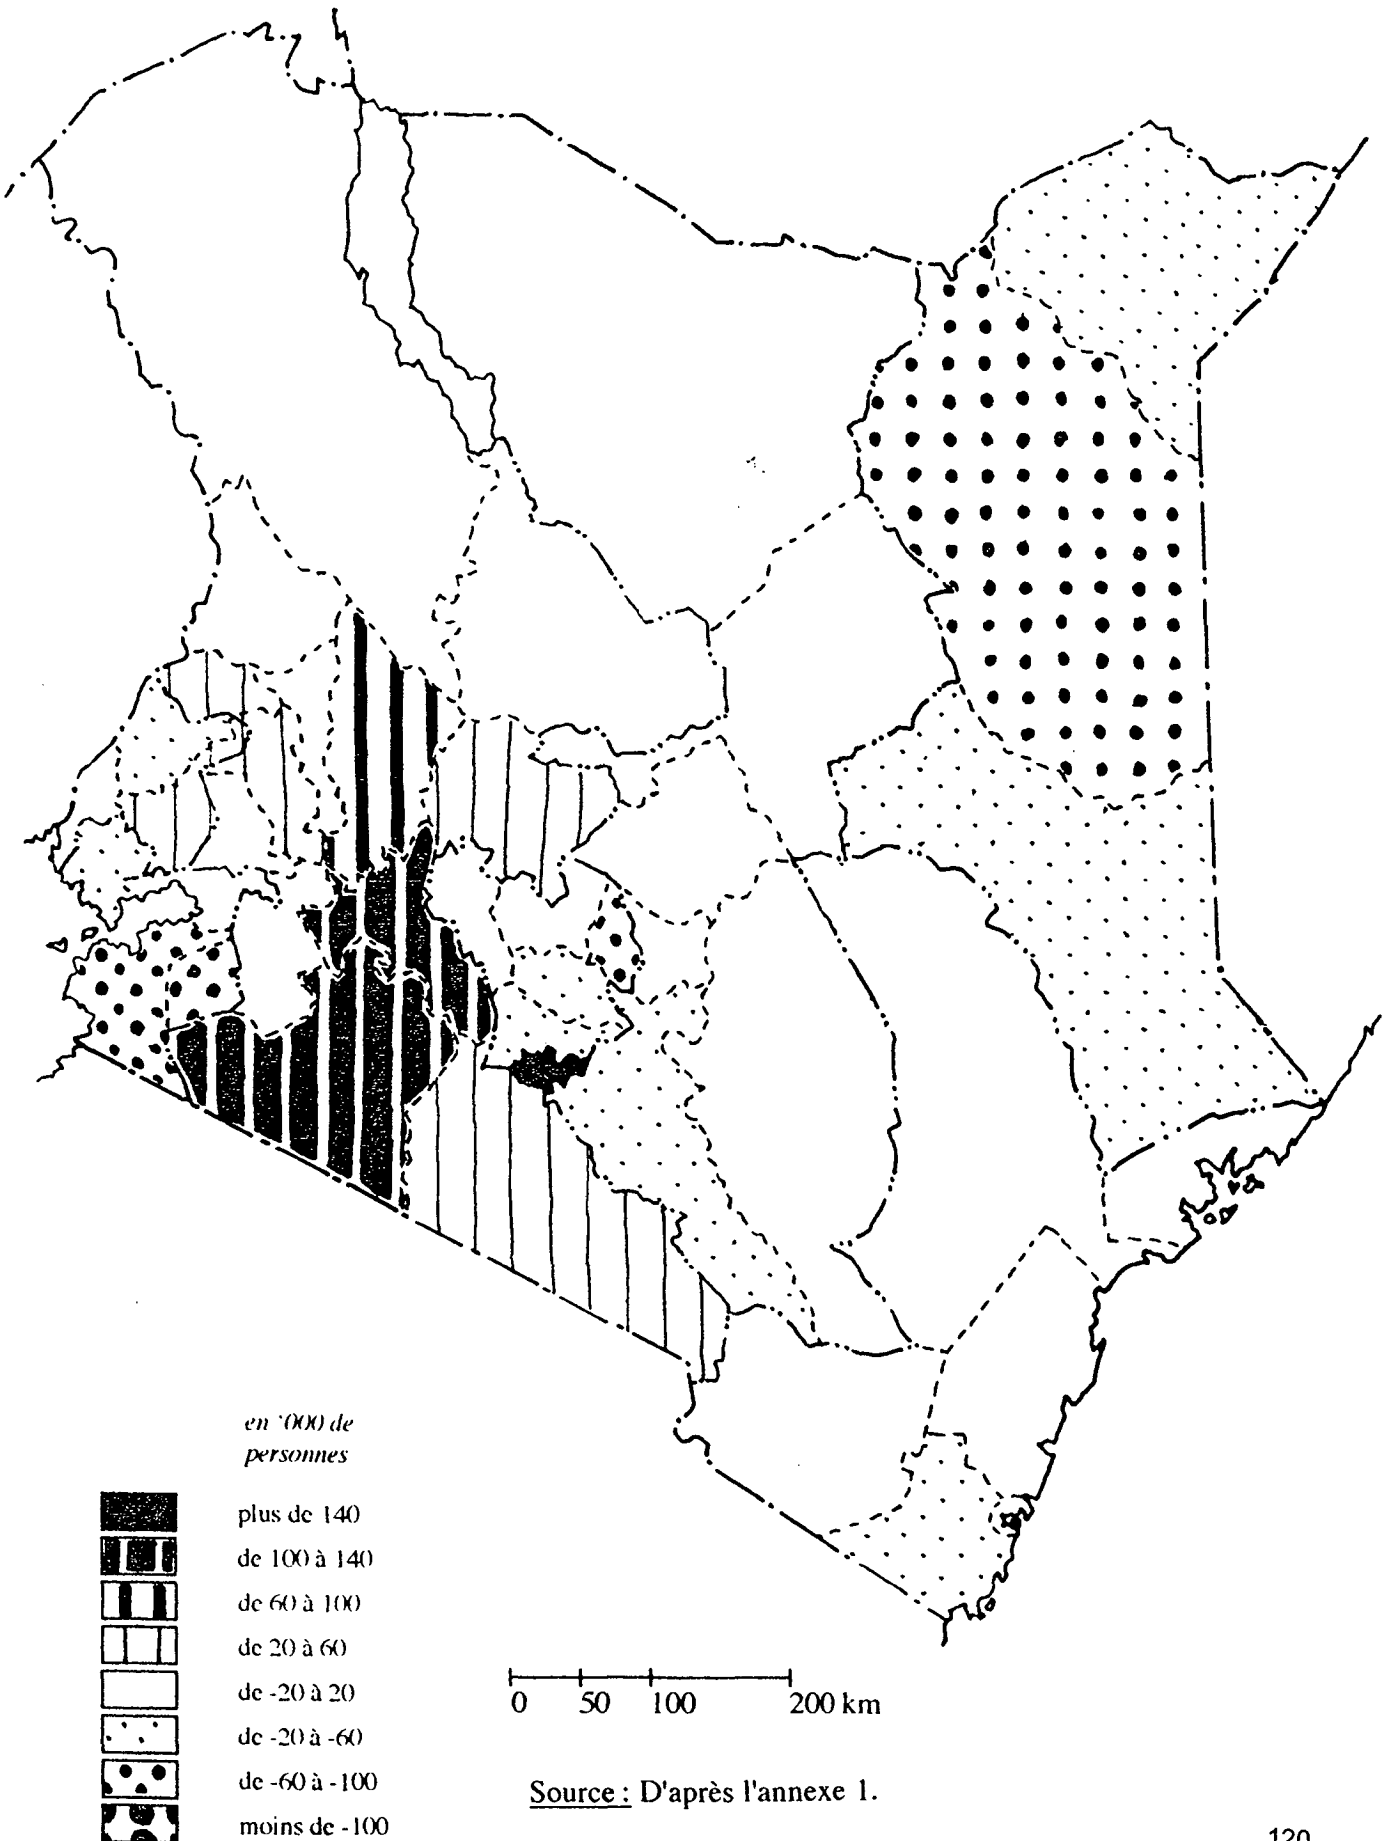 en '000 de
personnes
plus de 140
de 100 à 140
de 60 à 100
de 20 à 60
de -20 à 20
de -20 à -60
de -60 à -100
moins de -100
0 50 100 200 km
Source : D'après l'annexe 1.
120